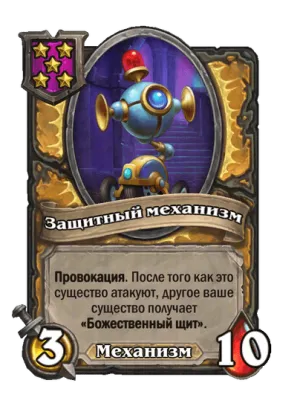 Защитный механизм
Провокация. После того как это
существо атакуют, другое ваше
существо получает
«Божественный щит».
3
Механизм
10